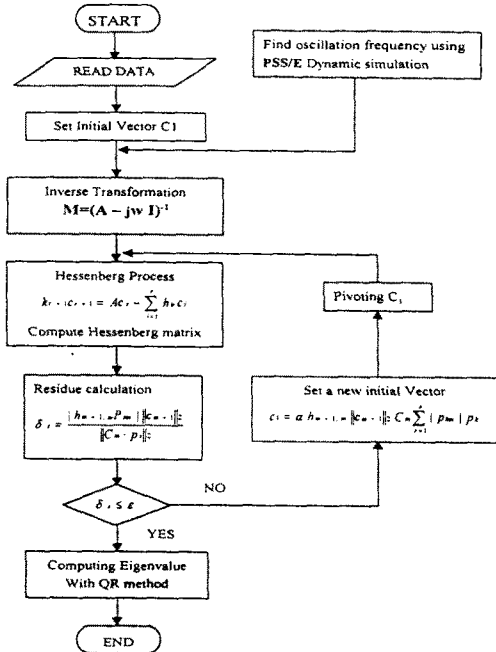 START
READ DATA
Find oscillation frequency using
PSS/E Dynamic simulation
Set Initial Vector C1
Inverse Transformation
M=(A – jw I)⁻¹
Hessenberg Process
Compute Hessenberg matrix
Pivoting C₁
Residue calculation
Set a new initial Vector
NO
YES
Computing Eigenvalue
With QR method
END